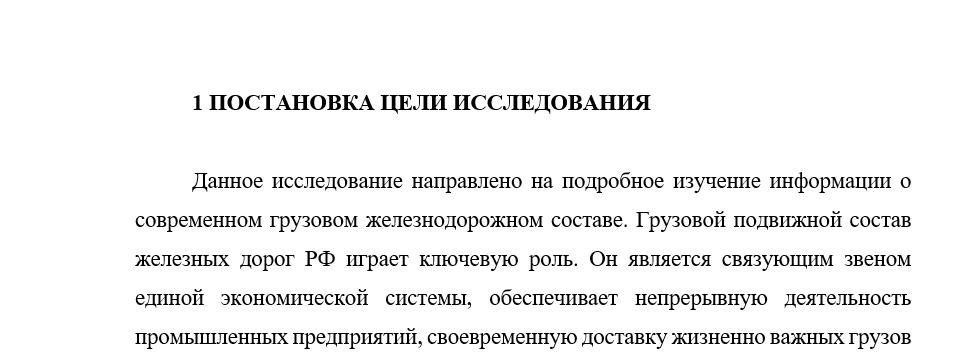 1 ПОСТАНОВКА ЦЕЛИ ИССЛЕДОВАНИЯ
Данное исследование направлено на подробное изучение информации о
современном грузовом железнодорожном составе. Грузовой подвижной состав
железных дорог РФ играет ключевую роль. Он является связующим звеном
единой экономической системы, обеспечивает непрерывную деятельность
промышленных предприятий, своевременную доставку жизненно важных грузов